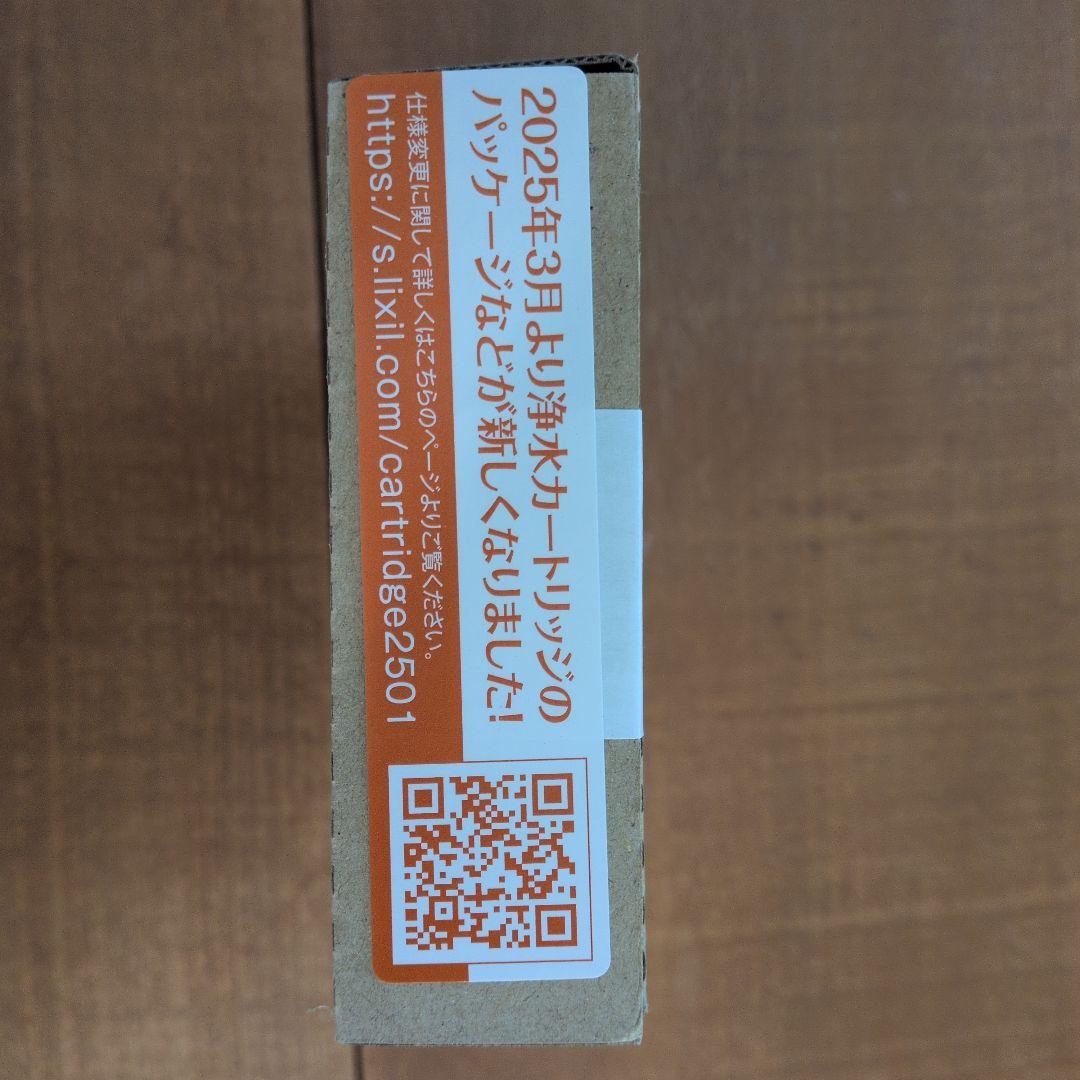 2025年3月より浄水カートリッジの
パッケージなどが新しくなりました!
仕様変更に関して詳しくはこちらのページよりご覧ください。
https://s.lixil.com/cartridge2501